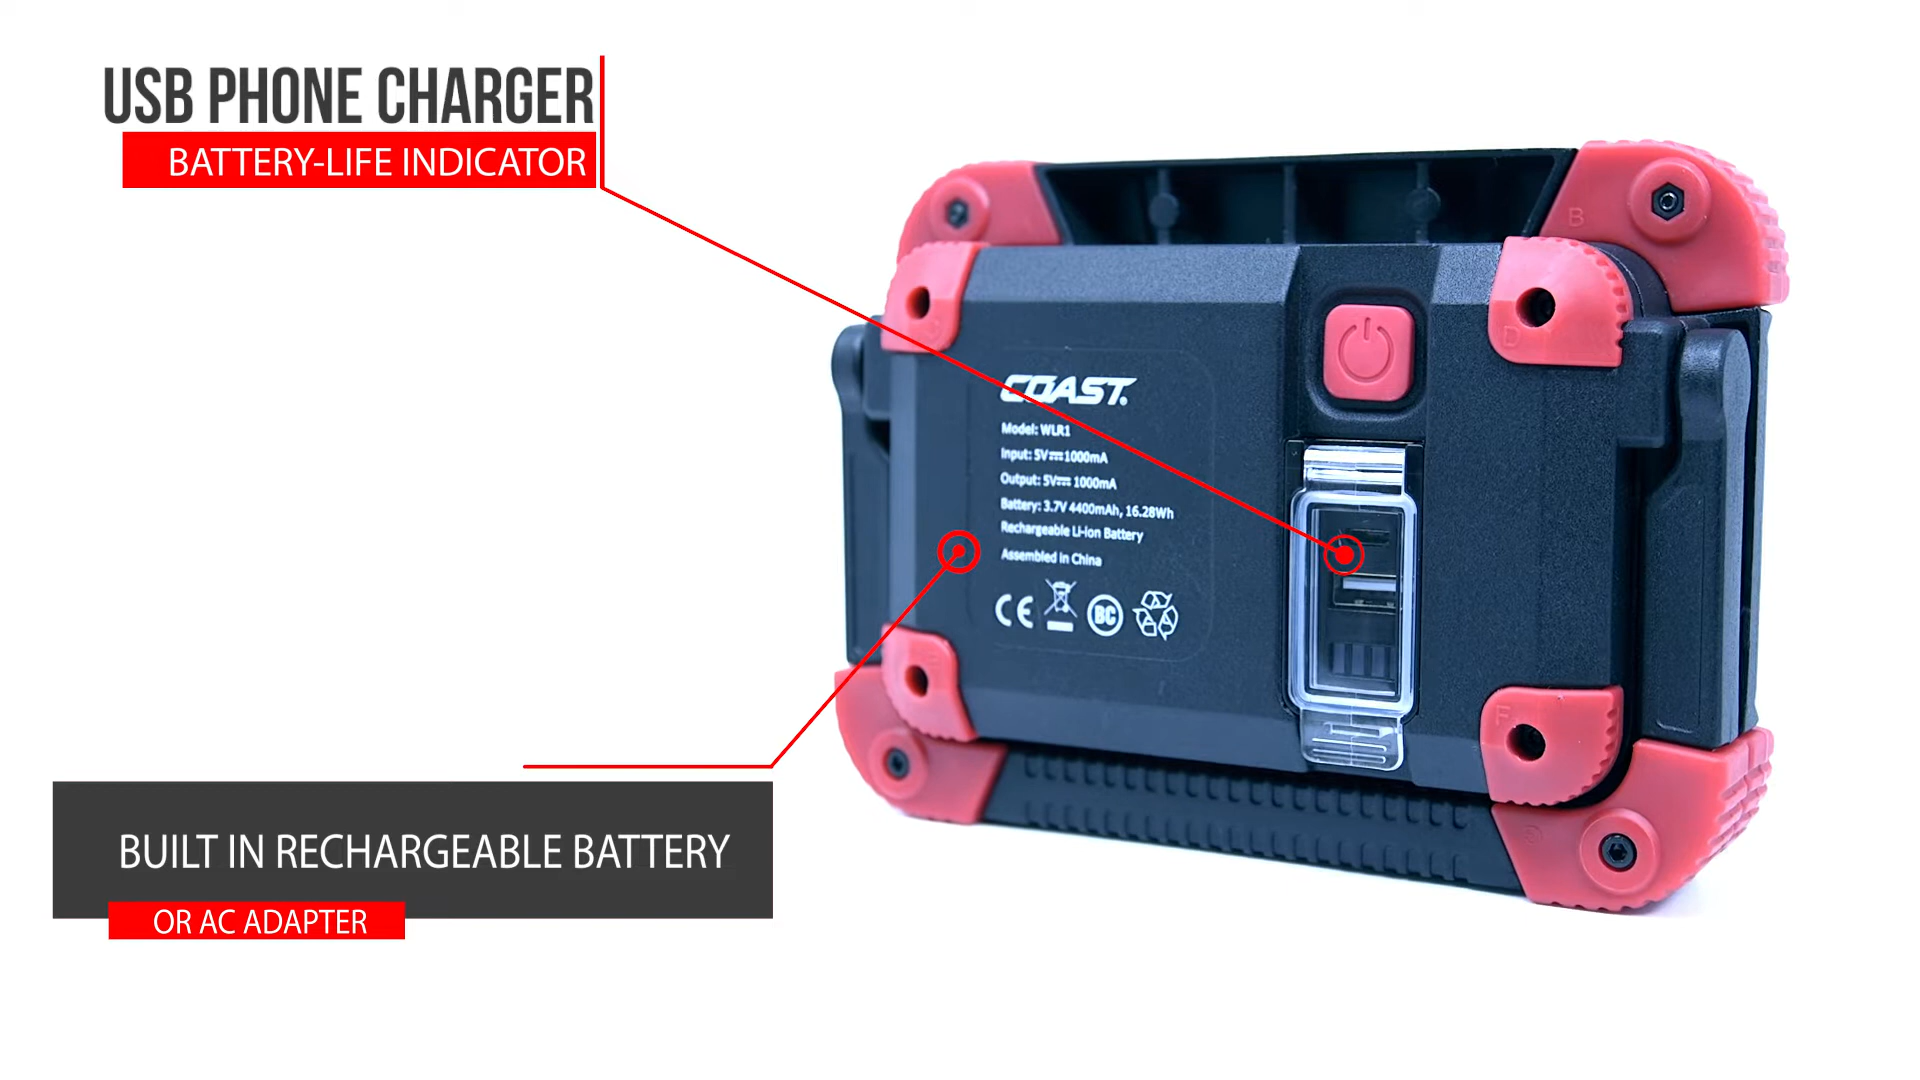 USB PHONE CHARGER
BATTERY-LIFE INDICATOR
COAST®
Model: WLR1
Input: 5V⎓1000mA
Output: 5V⎓ 1000mA
Battery: 3.7V 4400mAh, 16.28Wh
Rechargeable Li-ion Battery
Assembled in China
CE
BC
B
D
F
BUILT IN RECHARGEABLE BATTERY
OR AC ADAPTER